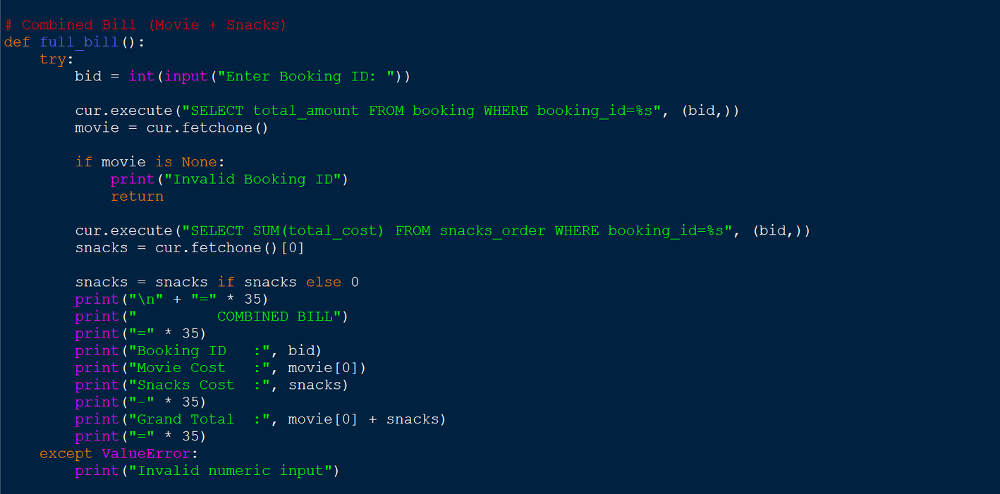 # Combined Bill (Movie + Snacks)
def full_bill():
    try:
        bid = int(input("Enter Booking ID: "))
        cur.execute("SELECT total_amount FROM booking WHERE booking_id=%s", (bid,))
        movie = cur.fetchone()
        if movie is None:
            print("Invalid Booking ID")
            return
        cur.execute("SELECT SUM(total_cost) FROM snacks_order WHERE booking_id=%s", (bid,))
        snacks = cur.fetchone()[0]
        snacks = snacks if snacks else 0
        print("\n" + "=" * 35)
        print("         COMBINED BILL")
        print("=" * 35)
        print("Booking ID   :", bid)
        print("Movie Cost   :", movie[0])
        print("Snacks Cost  :", snacks)
        print("-" * 35)
        print("Grand Total  :", movie[0] + snacks)
        print("=" * 35)
    except ValueError:
        print("Invalid numeric input")